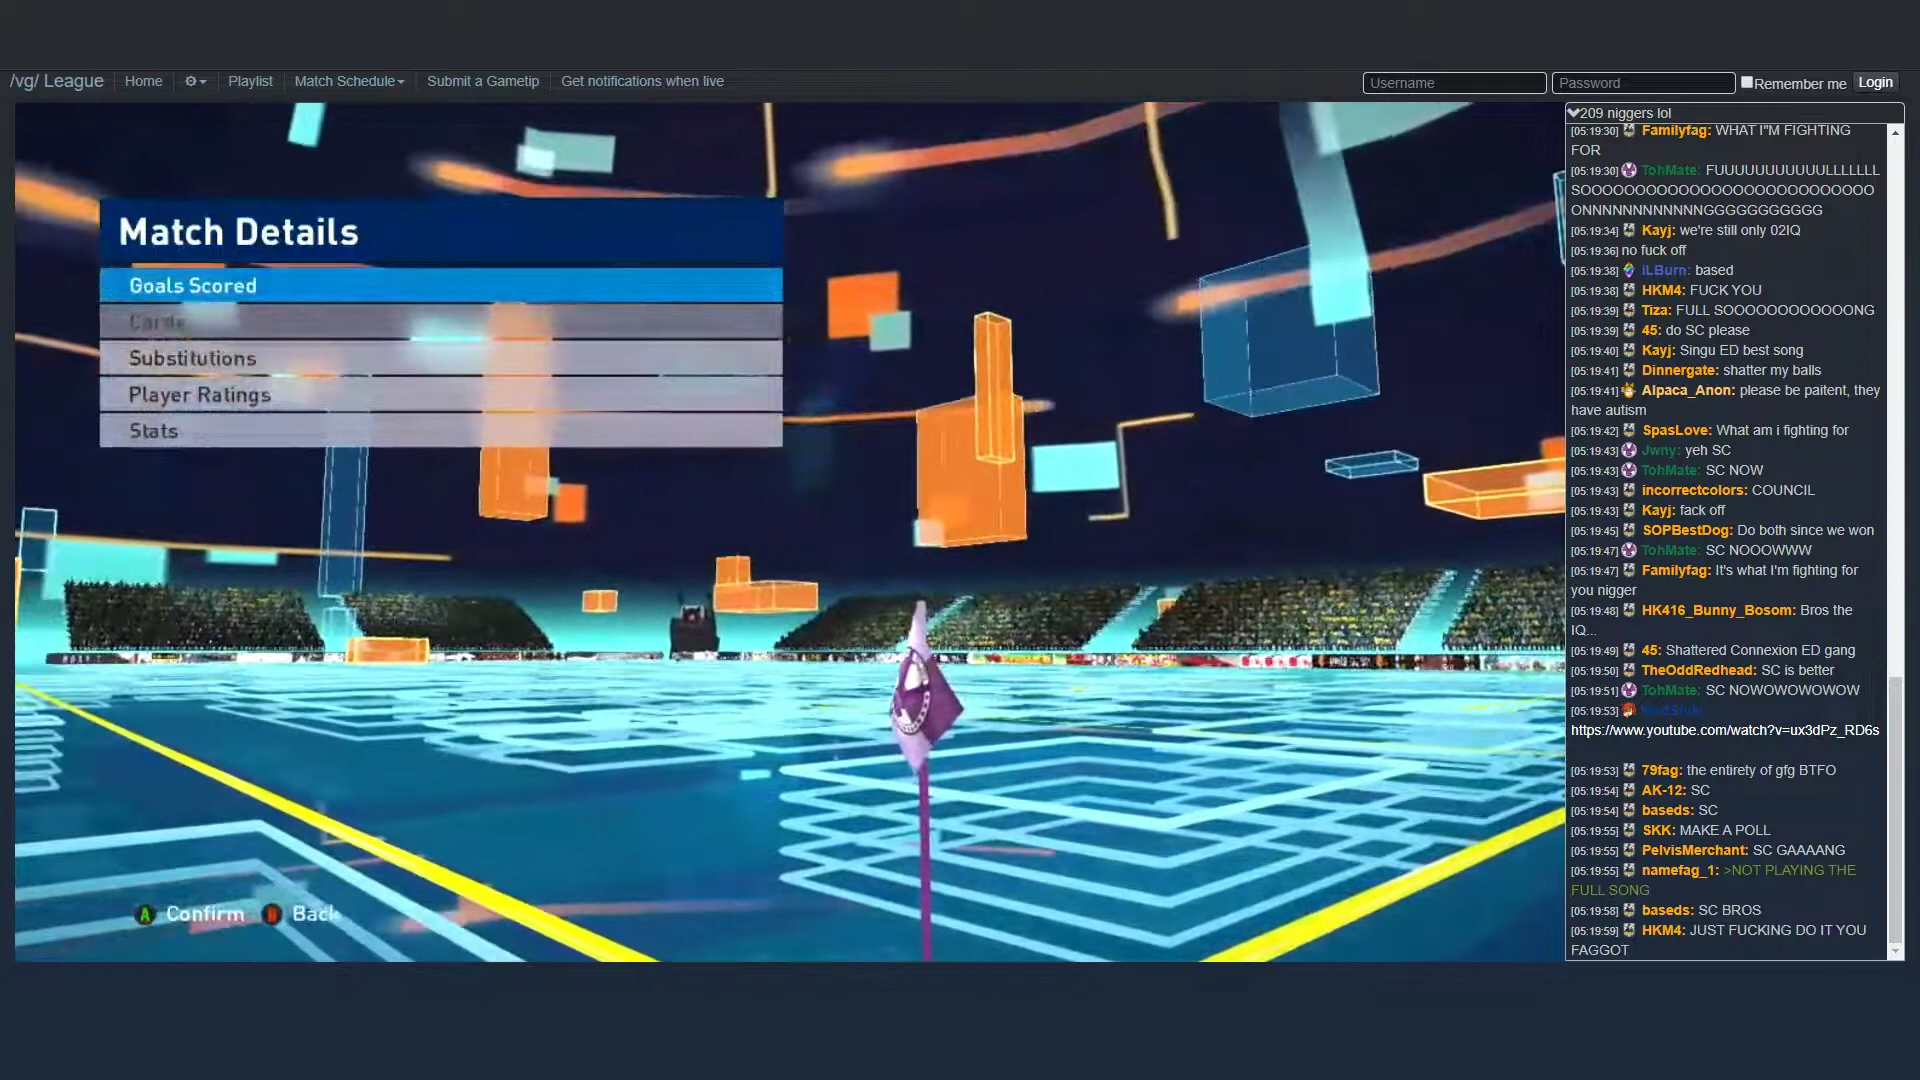 /vg/ League Home Playlist Match Schedule Submit a Gametip Get notifications when live Username Password Remember me Login
Match Details
Goals Scored
Cards
Substitutions
Player Ratings
Stats
A Confirm B Back
209 niggers lol
[05:19:30] Familyfag: WHAT I"M FIGHTING
FOR
[05:19:30] TohMate: FUUUUUUUUUUULLLLLL
SOOOOOOOOOOOOOOOOOOOOOOOOOOO
ONNNNNNNNNNNGGGGGGGGGGG
[05:19:34] Kayj: we're still only 02IQ
[05:19:36] no fuck off
[05:19:38] iLBurn: based
[05:19:38] HKM4: FUCK YOU
[05:19:39] Tiza: FULL SOOOOOOOOOOOONG
[05:19:39] 45: do SC please
[05:19:40] Kayj: Singu ED best song
[05:19:41] Dinnergate: shatter my balls
[05:19:41] Alpaca_Anon: please be paitent, they
have autism
[05:19:42] SpasLove: What am i fighting for
[05:19:43] Jwny: yeh SC
[05:19:43] TohMate: SC NOW
[05:19:43] incorrectcolors: COUNCIL
[05:19:43] Kayj: fack off
[05:19:45] SOPBestDog: Do both since we won
[05:19:47] TohMate: SC NOOOWWW
[05:19:47] Familyfag: It's what I'm fighting for
you nigger
[05:19:48] HK416_Bunny_Bosom: Bros the
IQ...
[05:19:49] 45: Shattered Connexion ED gang
[05:19:50] TheOddRedhead: SC is better
[05:19:51] TohMate: SC NOWOWOWOWOW
[05:19:53]
https://www.youtube.com/watch?v=ux3dPz_RD6s
[05:19:53] 79fag: the entirety of gfg BTFO
[05:19:54] AK-12: SC
[05:19:54] baseds: SC
[05:19:55] SKK: MAKE A POLL
[05:19:55] PelvisMerchant: SC GAAAANG
[05:19:55] namefag_1: >NOT PLAYING THE
FULL SONG
[05:19:58] baseds: SC BROS
[05:19:59] HKM4: JUST FUCKING DO IT YOU
FAGGOT